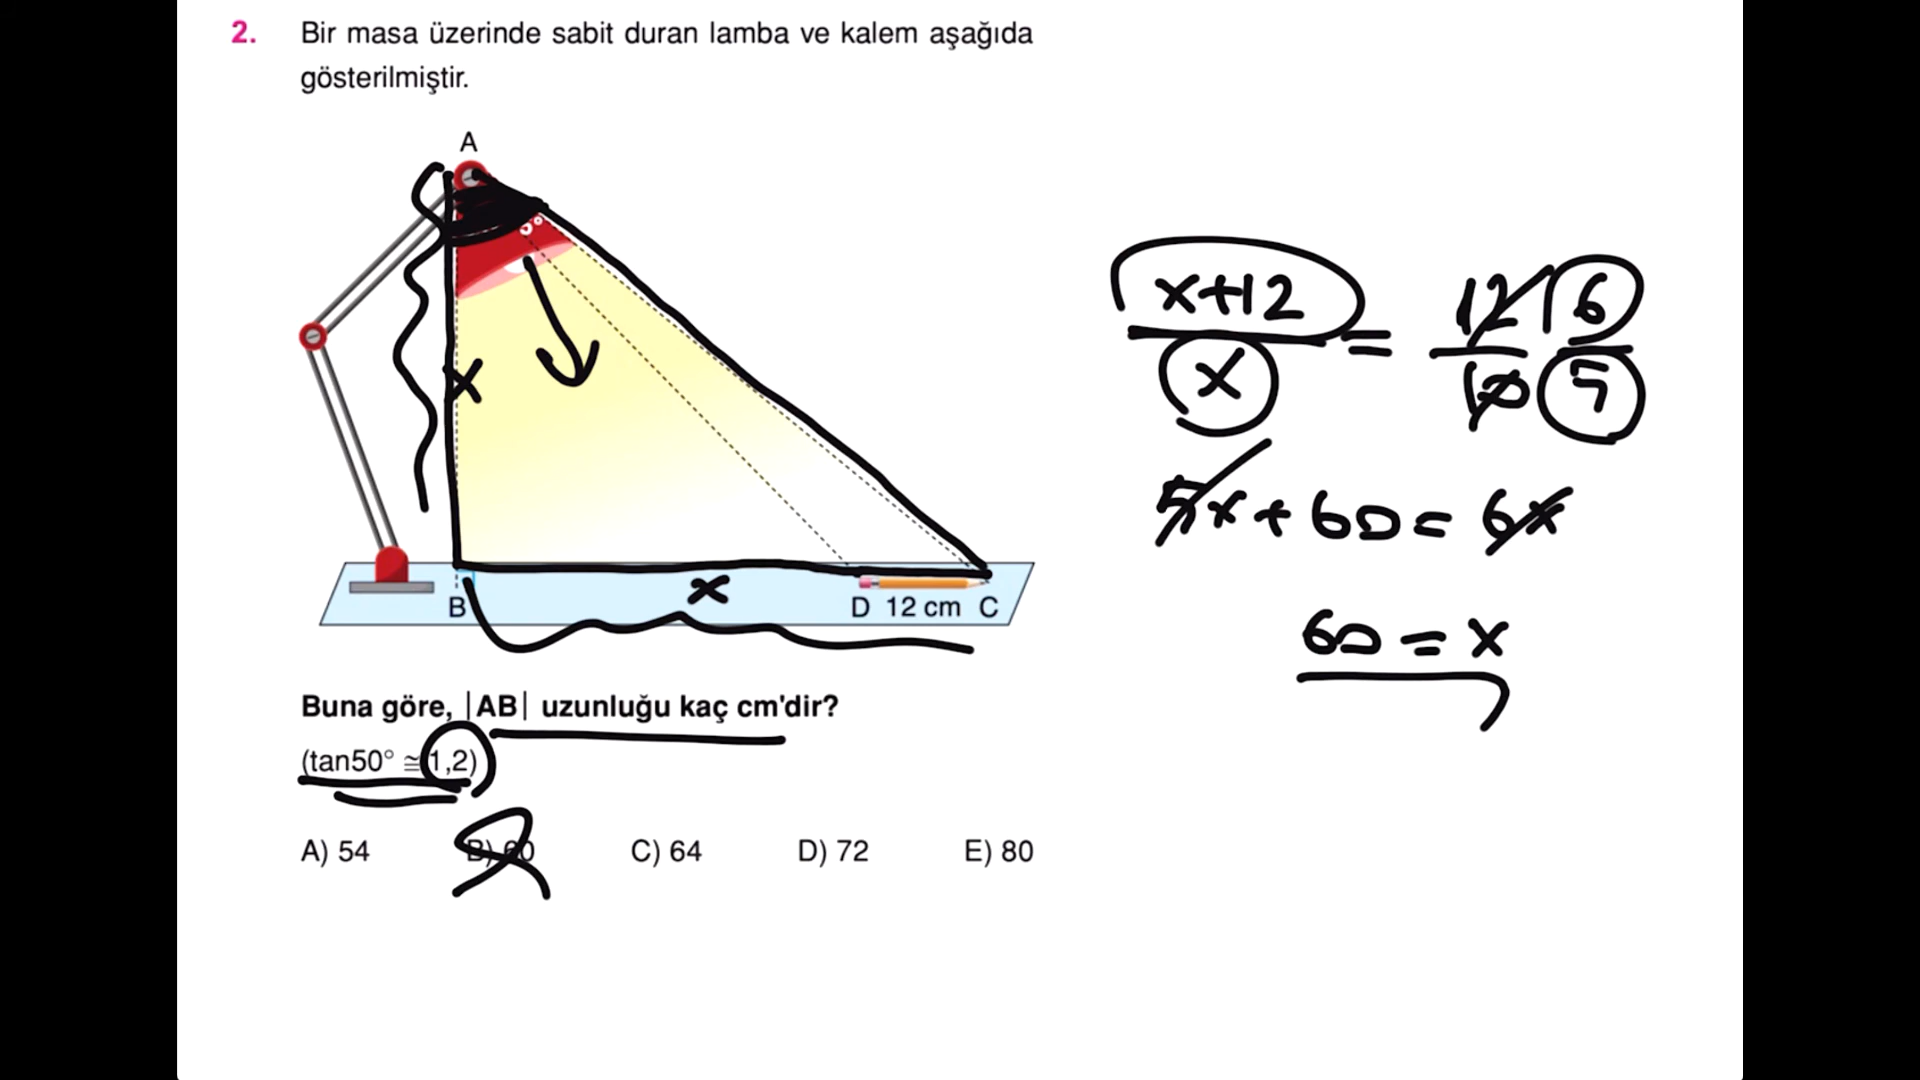 2. Bir masa üzerinde sabit duran lamba ve kalem aşağıda
gösterilmiştir.
A
x
x
B D 12 cm C
x+12 / x = 12 / 10 6 / 5
5x + 60 = 6x
60 = x
Buna göre, |AB| uzunluğu kaç cm'dir?
(tan50° ≅ 1,2)
A) 54 B) 60 C) 64 D) 72 E) 80